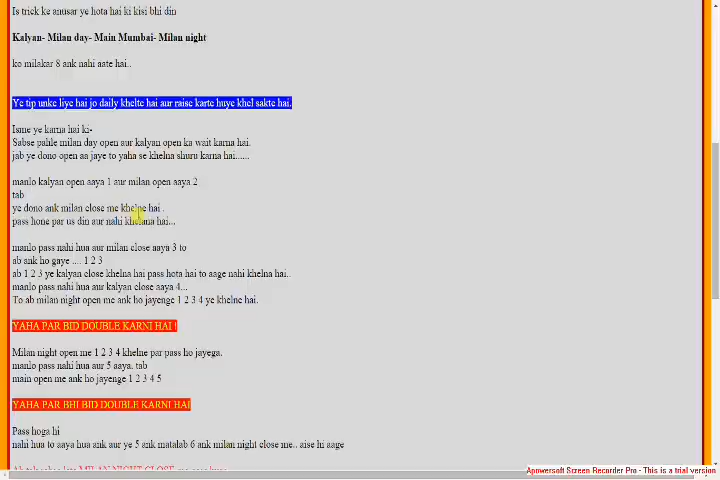 Is trick ke anusar ye hota hai ki kisi bhi din
Kalyan- Milan day- Main Mumbai- Milan night
ko milakar 8 ank nahi aate hai..
Ye tip unke liye hai jo daily khelte hai aur raise karte huye khel sakte hai.
Isme ye karna hai ki-
Sabse pahle milan day open aur kalyan open ka wait karna hai.
jab ye dono open aa jaye to yaha se khelna shuru karna hai......
manlo kalyan open aaya 1 aur milan open aaya 2
tab
ye dono ank milan close me khelne hai .
pass hone par us din aur nahi khelana hai...
manlo pass nahi hua aur milan close aaya 3 to
ab ank ho gaye .... 1 2 3
ab 1 2 3 ye kalyan close khelna hai pass hota hai to aage nahi khelna hai..
manlo pass nahi hua aur kalyan close aaya 4...
To ab milan night open me ank ho jayenge 1 2 3 4 ye khelne hai.
YAHA PAR BID DOUBLE KARNI HAI !
Milan night open me 1 2 3 4 khelne par pass ho jayega.
manlo pass nahi hua aur 5 aaya. tab
main open me ank ho jayenge 1 2 3 4 5
YAHA PAR BHI BID DOUBLE KARNI HAI
Pass hoga hi
nahi hua to aaya hua ank aur ye 5 ank matalab 6 ank milan night close me.. aise hi aage
MILAN NIGHT CLOSE
Apowersoft Screen Recorder Pro - This is a trial version